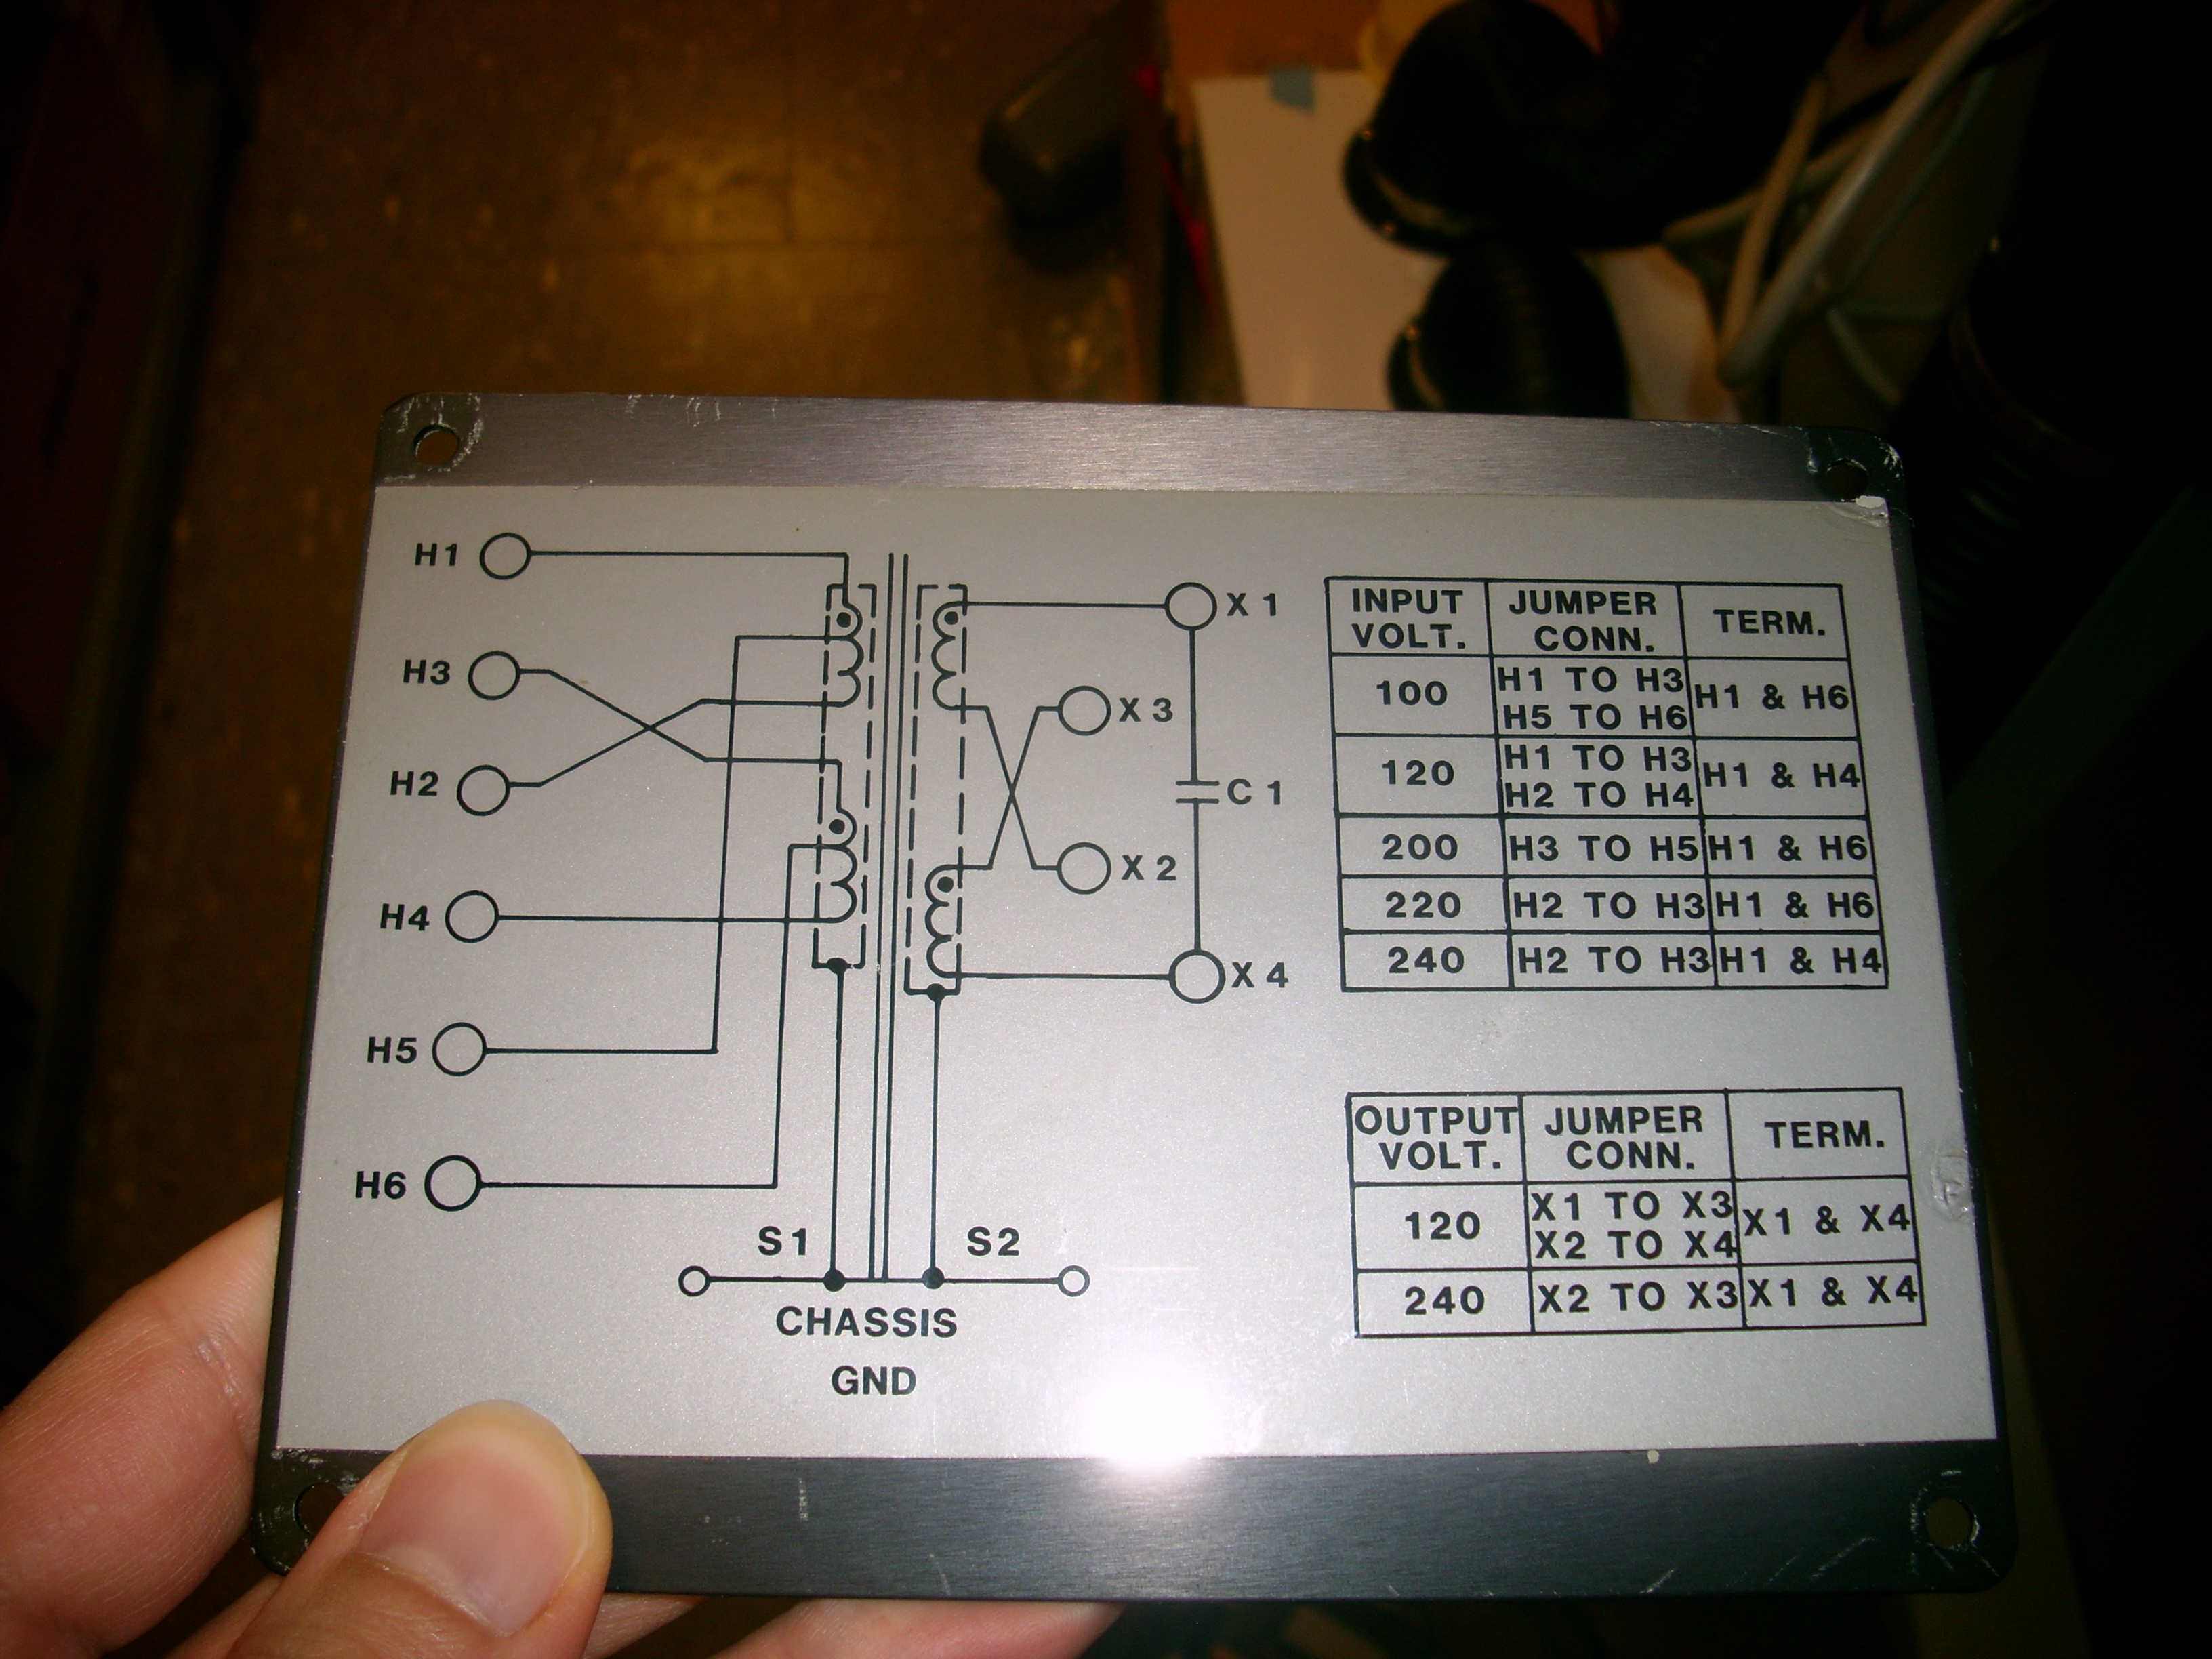 H1
H3
H2
H4
H5
H6
X 1
X 3
C 1
X 2
X 4
S1
S2
CHASSIS
GND
INPUT VOLT. JUMPER CONN. TERM.
100 H1 TO H3 H5 TO H6 H1 & H6
120 H1 TO H3 H2 TO H4 H1 & H4
200 H3 TO H5 H1 & H6
220 H2 TO H3 H1 & H6
240 H2 TO H3 H1 & H4
OUTPUT VOLT. JUMPER CONN. TERM.
120 X1 TO X3 X2 TO X4 X1 & X4
240 X2 TO X3 X1 & X4